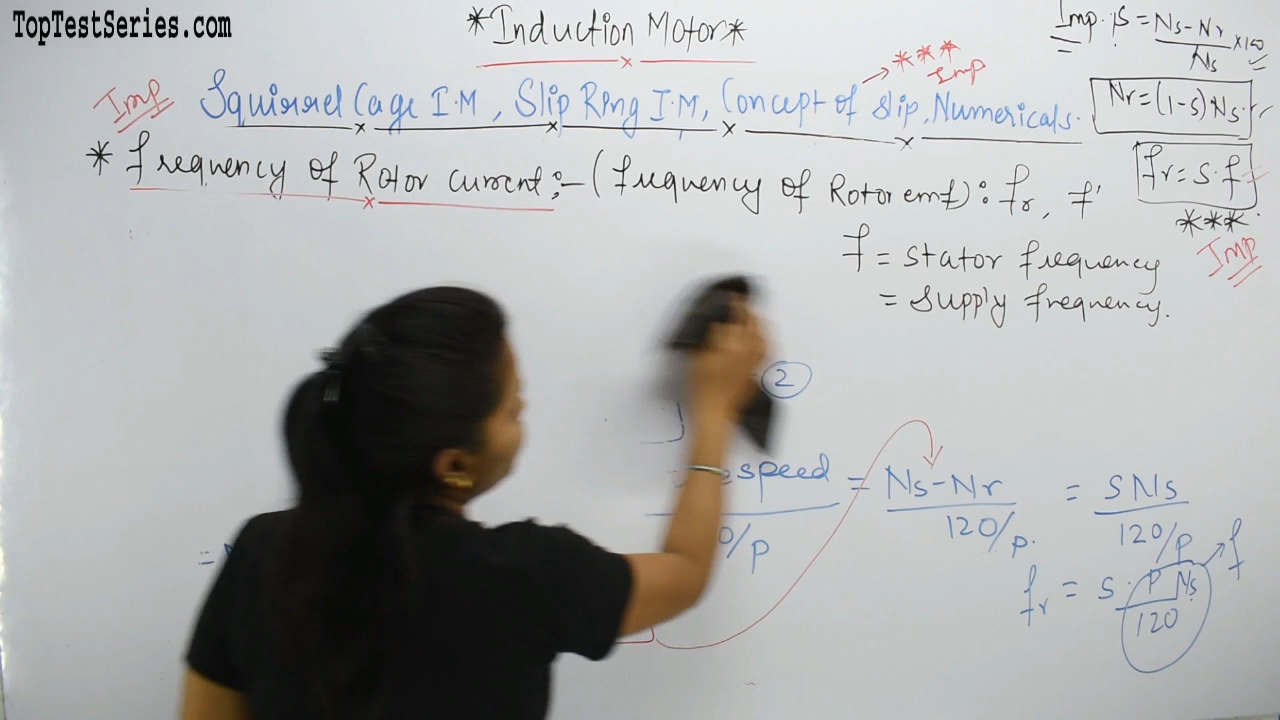 TopTestSeries.com
*Induction Motor*
Imp. S = Ns-Nr / Ns ×100
Imp
*** Imp
Squirrel Cage I.M, Slip Ring I.M, Concept of slip, Numericals.
Nr=(1-s)Ns
* frequency of Rotor current:-(frequency of Rotor emf): fr, f'
fr = s.f
***
Imp
f = stator frequency
= supply frequency.
2
speed / 0/p = Ns-Nr / 120/p. = SNs / 120/p
=
fr = s. P Ns / 120
f